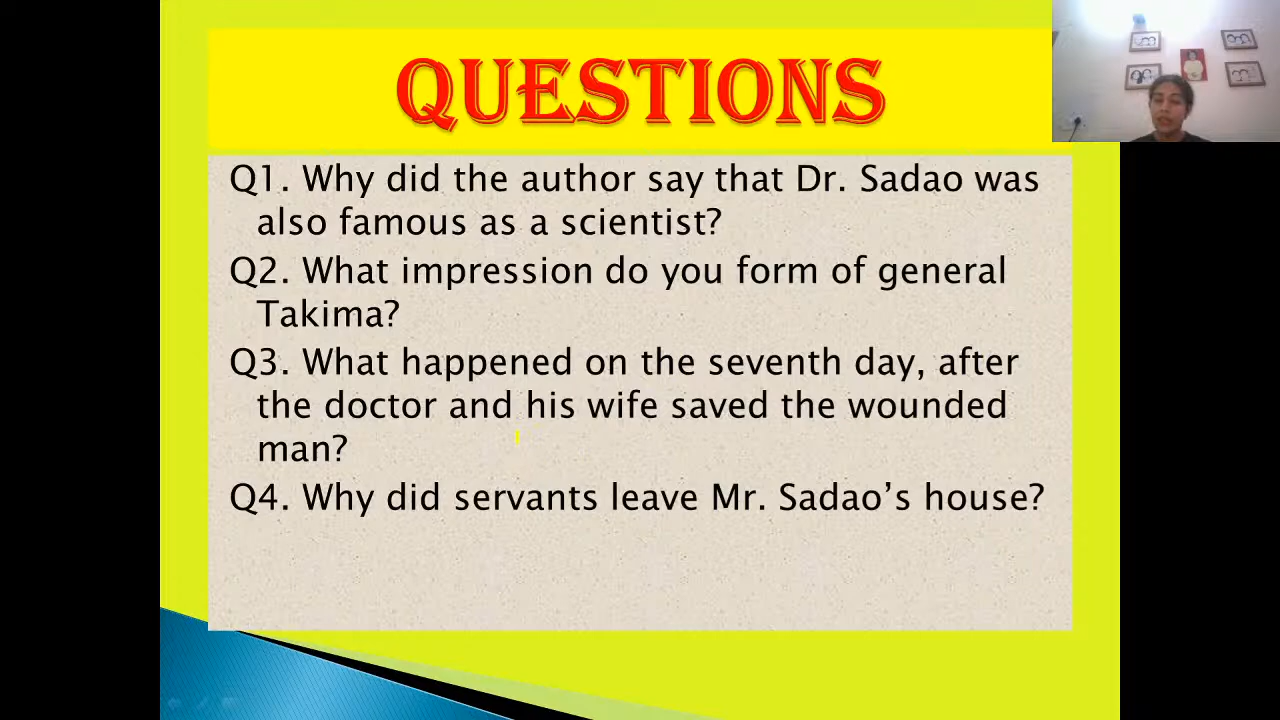 QUESTIONS
Q1. Why did the author say that Dr. Sadao was
also famous as a scientist?
Q2. What impression do you form of general
Takima?
Q3. What happened on the seventh day, after
the doctor and his wife saved the wounded
man?
Q4. Why did servants leave Mr. Sadao’s house?